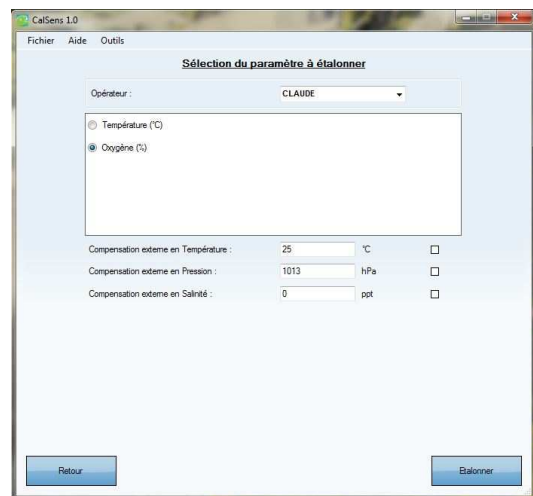 CalSens 1.0
Fichier Aide Outils
Sélection du paramètre à étalonner
Opérateur : CLAUDE
Température (°C)
Oxygène (%)
Compensation externe en Température : 25 °C
Compensation externe en Pression : 1013 hPa
Compensation externe en Salinité : 0 ppt
Retour Etalonner